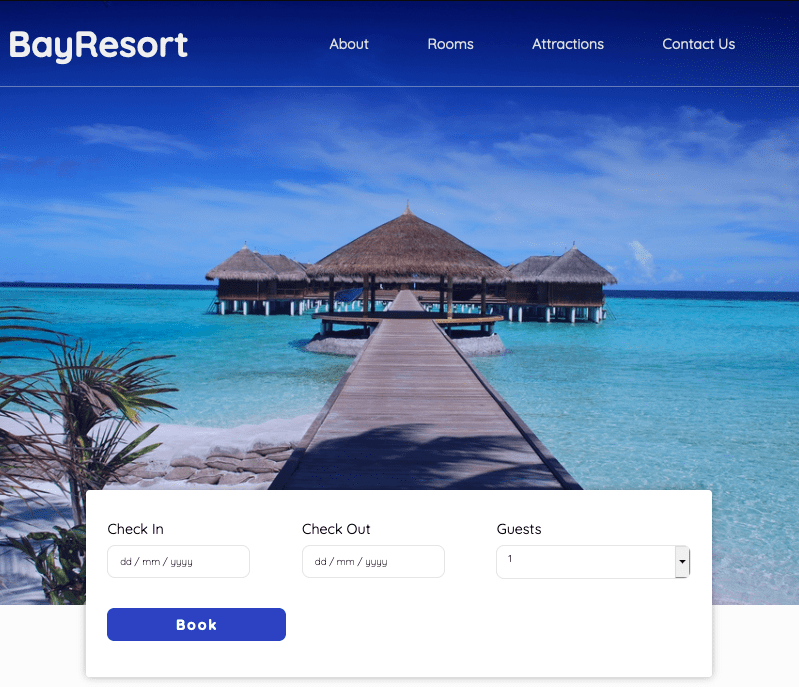 BayResort
About Rooms Attractions Contact Us
Check In Check Out Guests
dd / mm / yyyy dd / mm / yyyy 1
Book